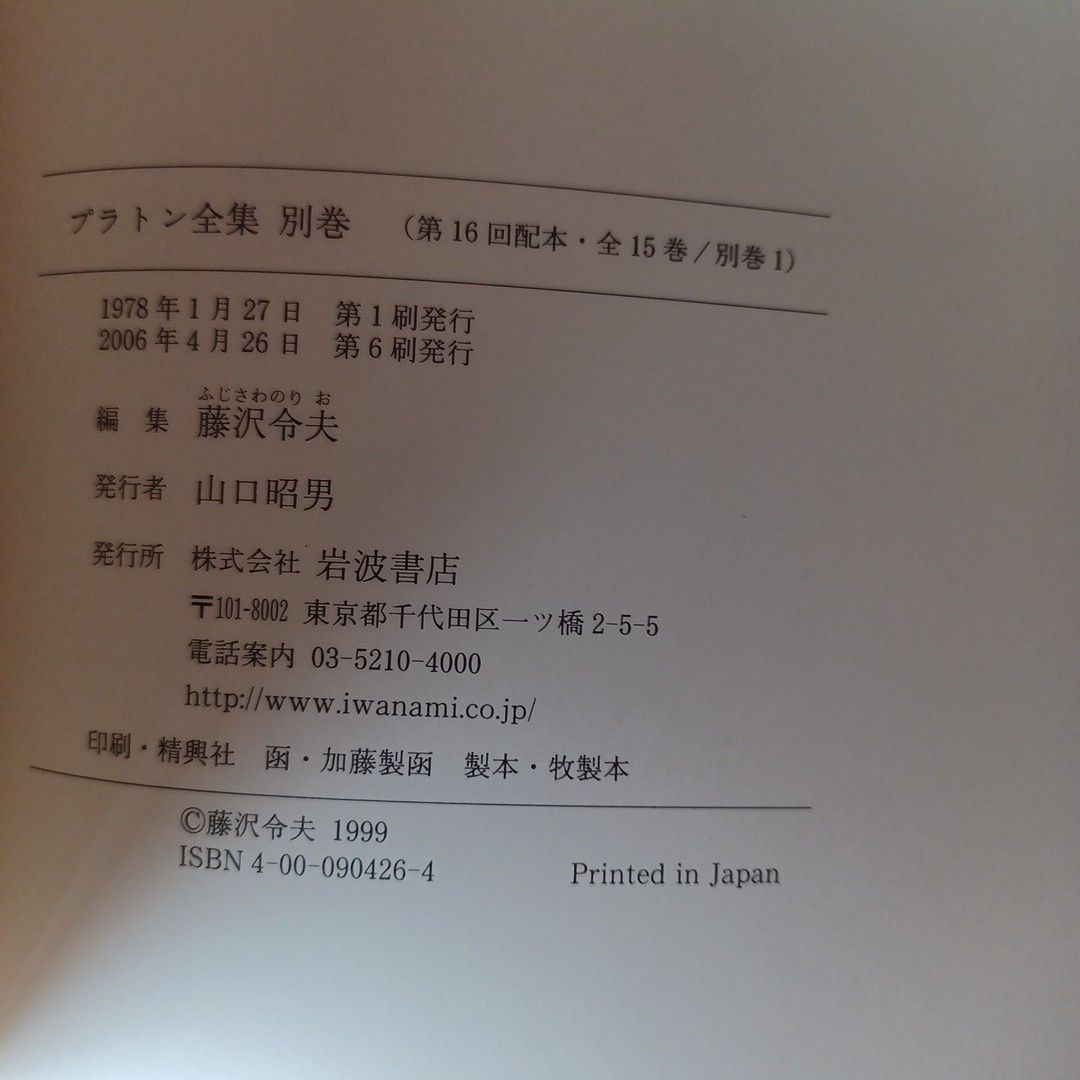 プラトン全集 別巻 (第16回配本・全15巻/別巻1)
1978年1月27日 第1刷発行
2006年4月26日 第6刷発行
ふじさわのりお
編集 藤沢令夫
発行者 山口昭男
発行所 株式会社 岩波書店
〒101-8002 東京都千代田区一ツ橋2-5-5
電話案内 03-5210-4000
http://www.iwanami.co.jp/
印刷・精興社 函・加藤製函 製本・牧製本
©藤沢令夫 1999
ISBN 4-00-090426-4 Printed in Japan